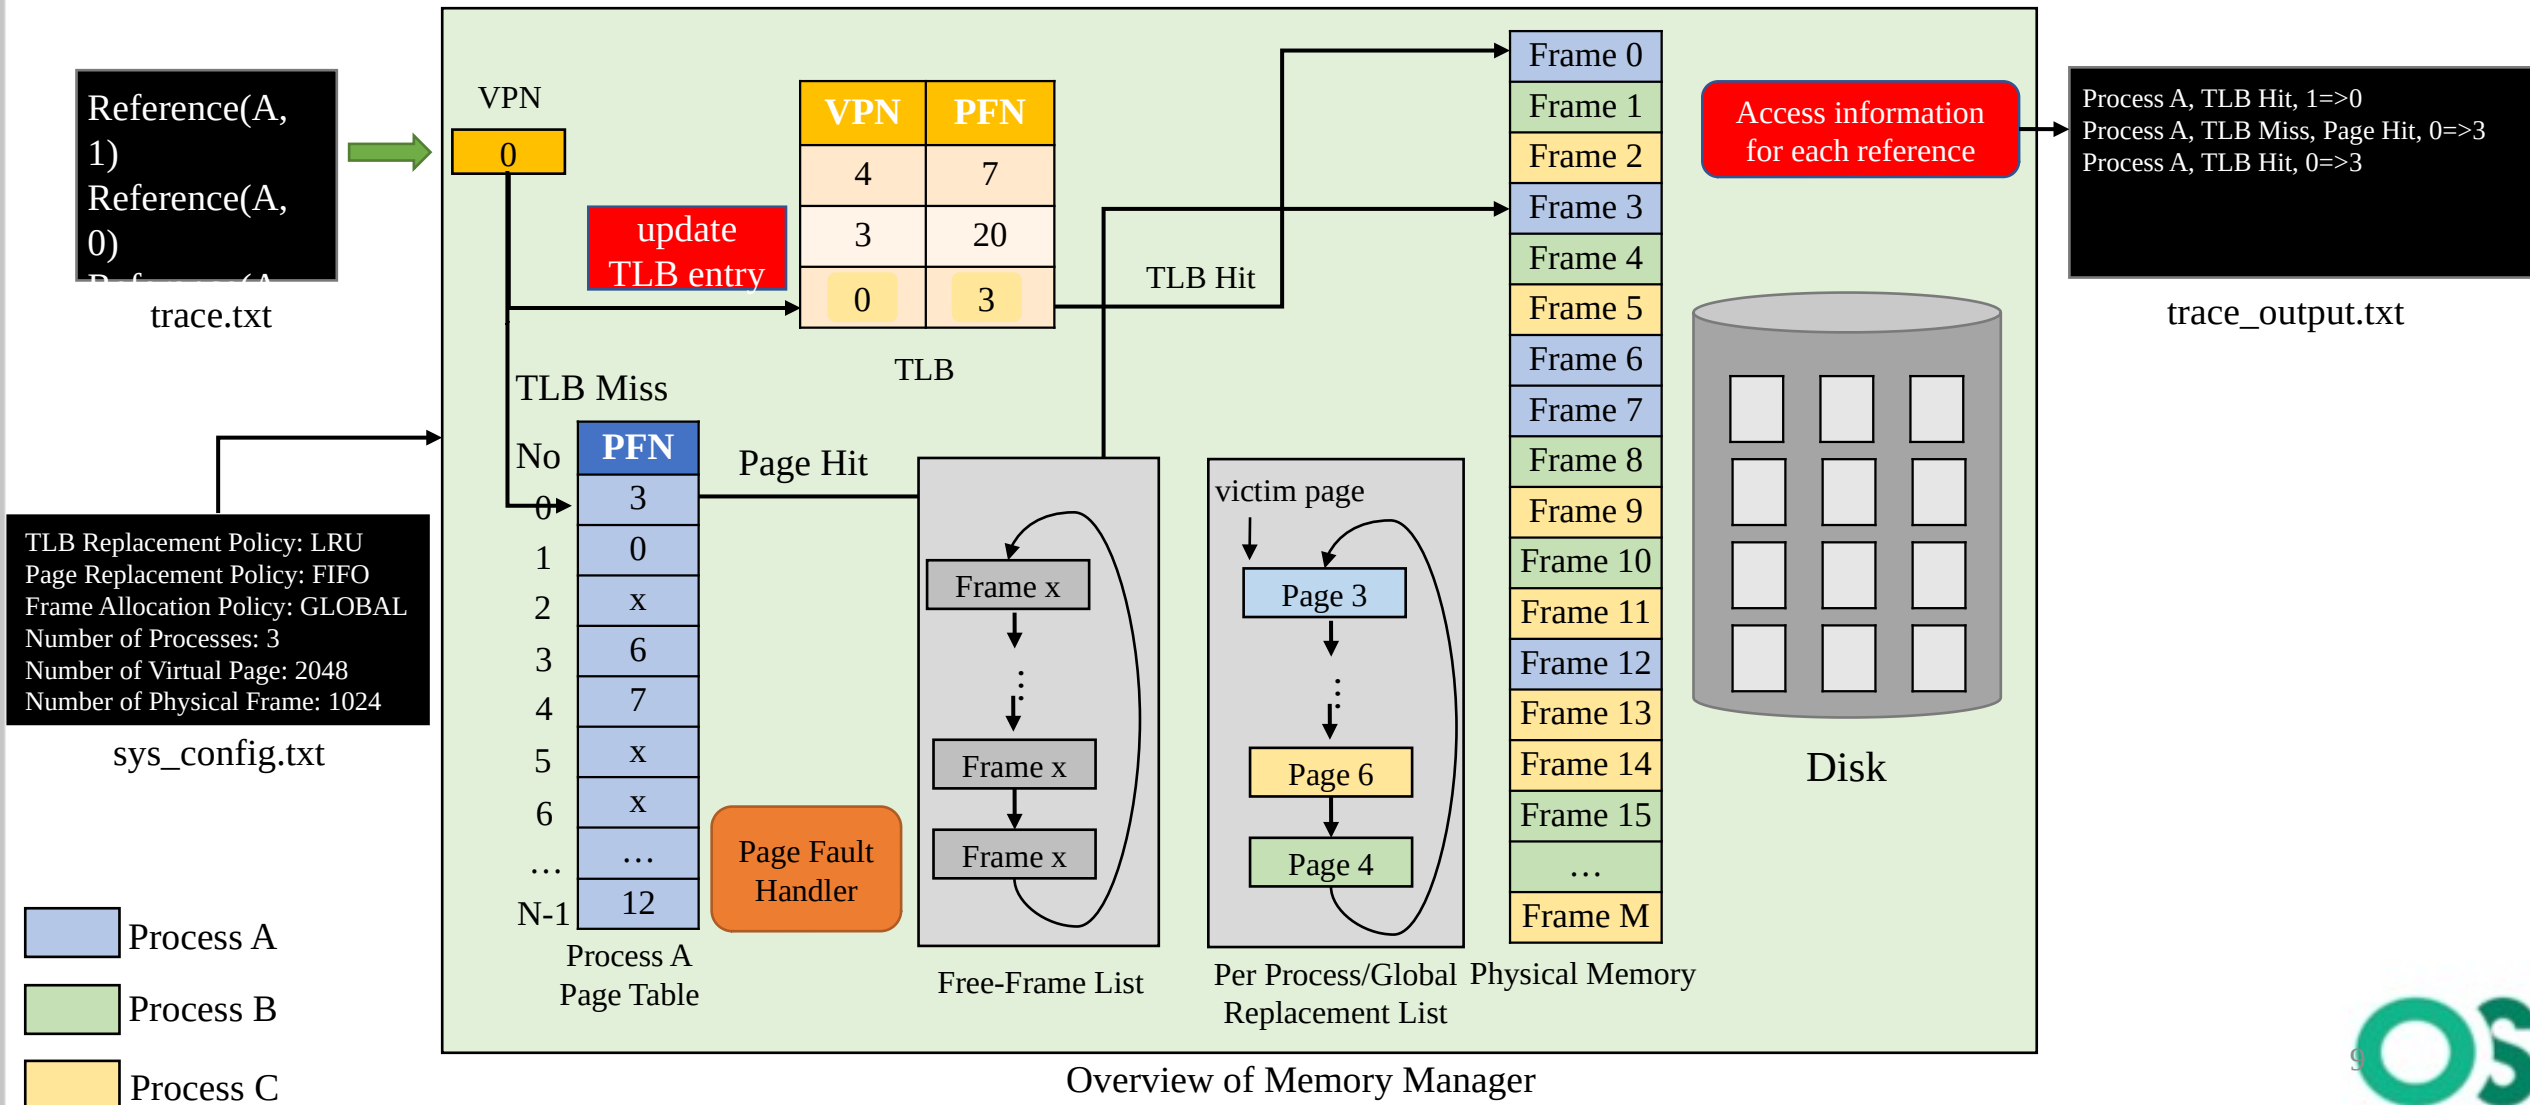 Reference(A,
1)
Reference(A,
0)
trace.txt
VPN
0
VPN PFN
4 7
3 20
0 3
update
TLB entry
TLB
TLB Hit
TLB Miss
No
PFN
0 3
1 0
2 x
3 6
4 7
5 x
6 x
… …
N-1 12
Process A
Page Table
Page Hit
Page Fault
Handler
Frame x
⋮
Frame x
Frame x
Free-Frame List
victim page
Page 3
⋮
Page 6
Page 4
Per Process/Global
Replacement List
Frame 0
Frame 1
Frame 2
Frame 3
Frame 4
Frame 5
Frame 6
Frame 7
Frame 8
Frame 9
Frame 10
Frame 11
Frame 12
Frame 13
Frame 14
Frame 15
…
Frame M
Physical Memory
Access information
for each reference
Disk
Process A, TLB Hit, 1=>0
Process A, TLB Miss, Page Hit, 0=>3
Process A, TLB Hit, 0=>3
trace_output.txt
TLB Replacement Policy: LRU
Page Replacement Policy: FIFO
Frame Allocation Policy: GLOBAL
Number of Processes: 3
Number of Virtual Page: 2048
Number of Physical Frame: 1024
sys_config.txt
Process A
Process B
Process C
Overview of Memory Manager
9
OS